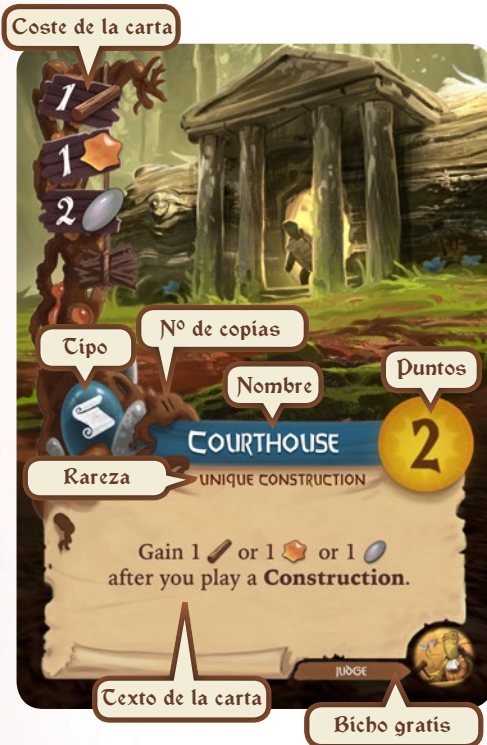 Coste de la carta
1
1
2
Nº de copias
Tipo
Nombre
Puntos
COURTHOUSE
2
Rareza
UNIQUE CONSTRUCTION
Gain 1 or 1 or 1
after you play a Construction.
JUDGE
Texto de la carta
Bicho gratis